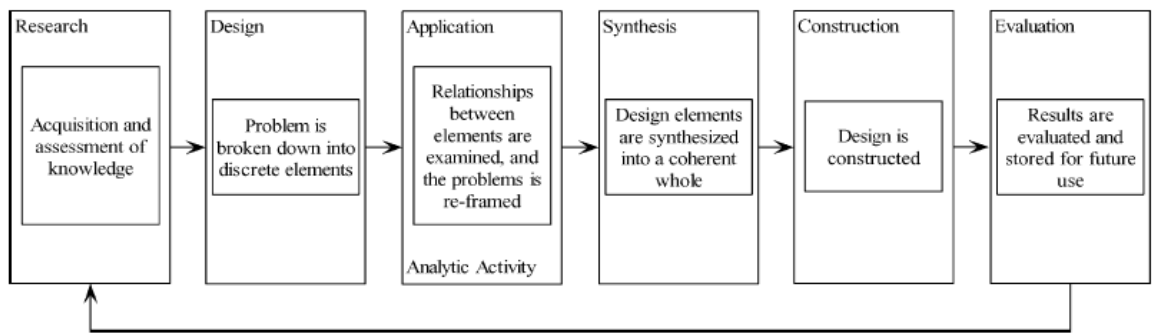 Research
Acquisition and
assessment of
knowledge
Design
Problem is
broken down into
discrete elements
Application
Relationships
between
elements are
examined, and
the problems is
re-framed
Analytic Activity
Synthesis
Design elements
are synthesized
into a coherent
whole
Construction
Design is
constructed
Evaluation
Results are
evaluated and
stored for future
use